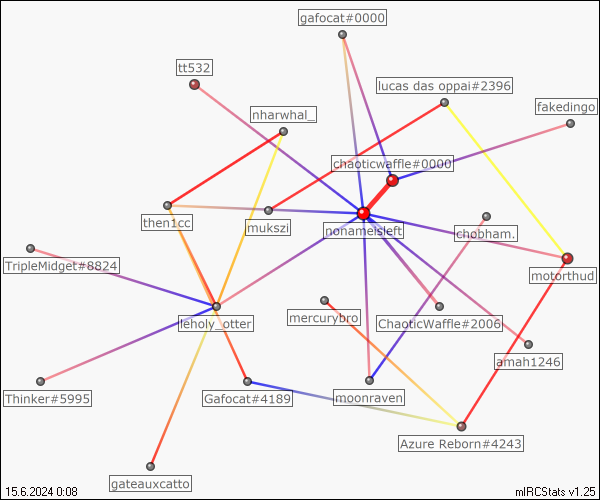 gafocat#0000
tt532
lucas das oppai#2396
fakedingo
nharwhal_
chaoticwaffle#0000
then1cc
mukszi
nonameisleft
chobham.
TripleMidget#8824
motorthud
leholy_otter
mercurybro
ChaoticWaffle#2006
amah1246
Thinker#5995
Gafocat#4189
moonraven
Azure Reborn#4243
gateauxcatto
15.6.2024 0:08
mIRCStats v1.25